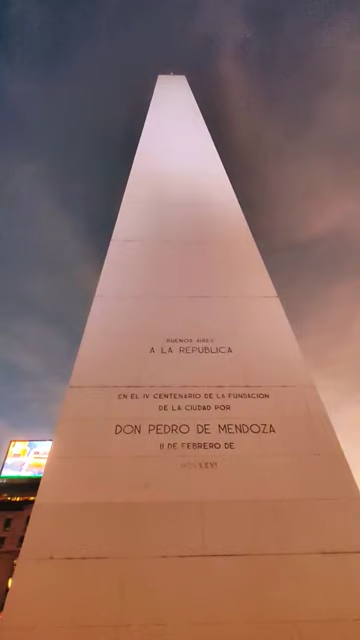 BUENOS AIRES
A LA REPUBLICA
EN EL IV CENTENARIO DE LA FUNDACION
DE LA CIUDAD POR
DON PEDRO DE MENDOZA
II DE FEBRERO DE